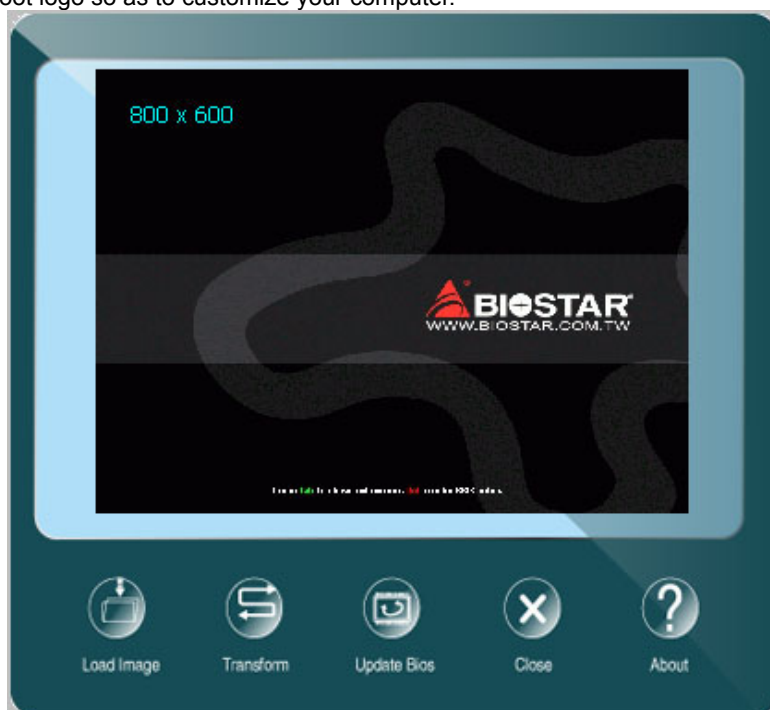 oot logo so as to customize your computer.
800 x 600
BIOSTAR
WWW.BIOSTAR.COM.TW
Load Image
Transform
Update Bios
Close
About